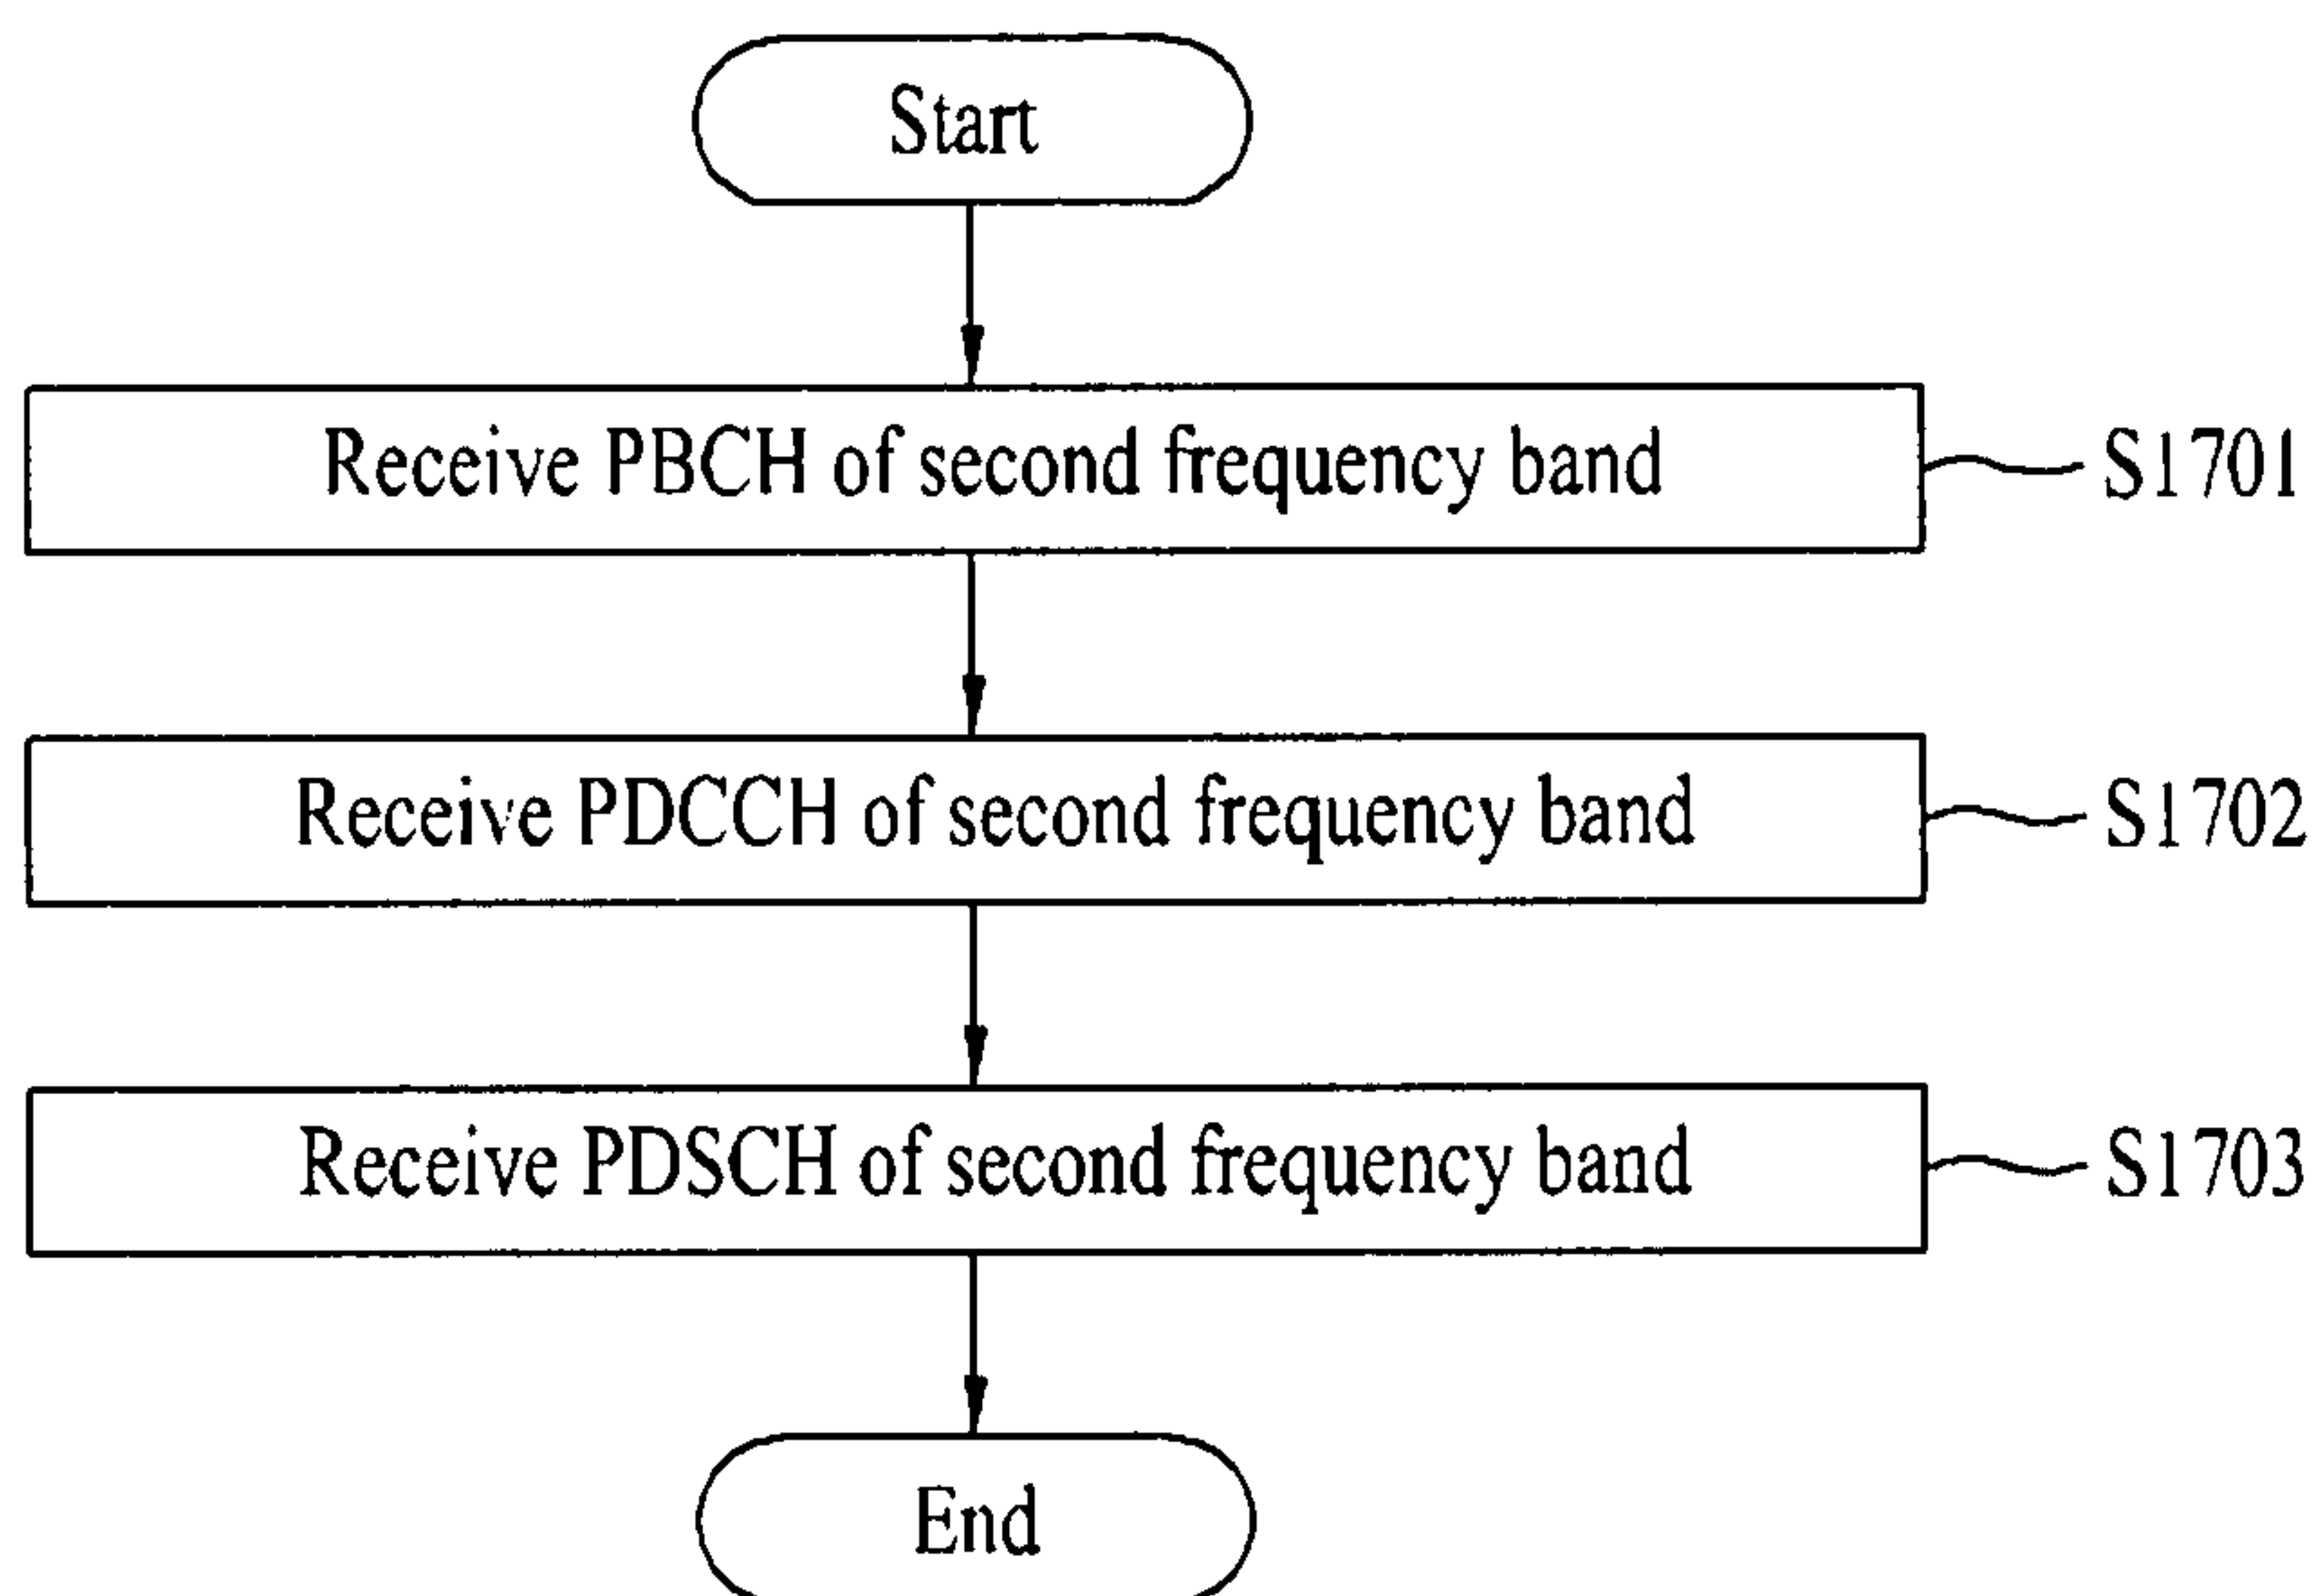 Start
Receive PBCH of second frequency band
S1701
Receive PDCCH of second frequency band
S1702
Receive PDSCH of second frequency band
S1703
End